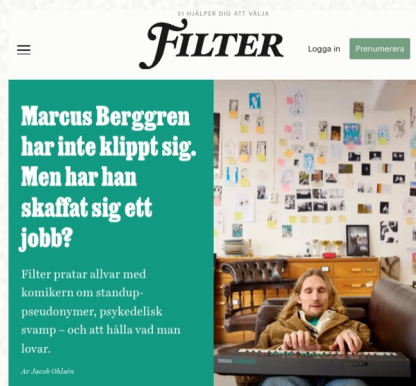 VI HJÄLPER DIG ATT VÄLJA
FILTER
Logga in
Prenumerera
Marcus Berggren
har inte klippt sig.
Men har han
skaffat sig ett
jobb?
Filter pratar allvar med
komikern om standup-
pseudonymer, psykedelisk
svamp – och att hålla vad man
lovar.
Av Jacob Ohlsén